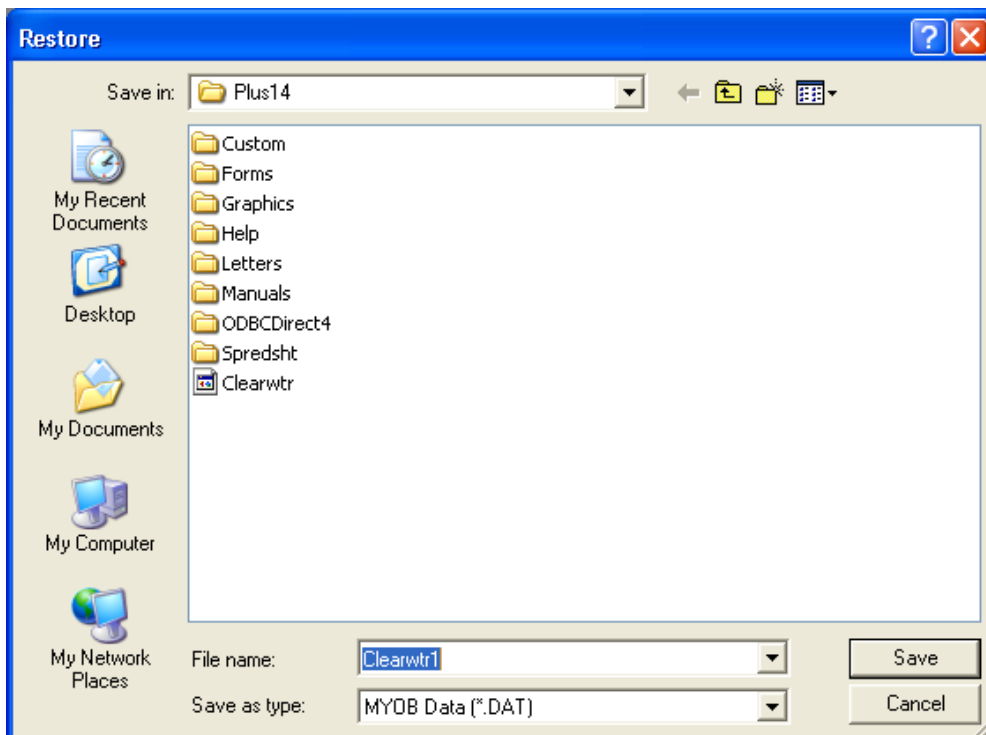 Restore
Save in: Plus14
My Recent
Documents
Desktop
My Documents
My Computer
My Network
Places
Custom
Forms
Graphics
Help
Letters
Manuals
ODBCDirect4
Spredsht
Clearwtr
File name: Clearwtr1 Save
Save as type: MYOB Data (*.DAT) Cancel